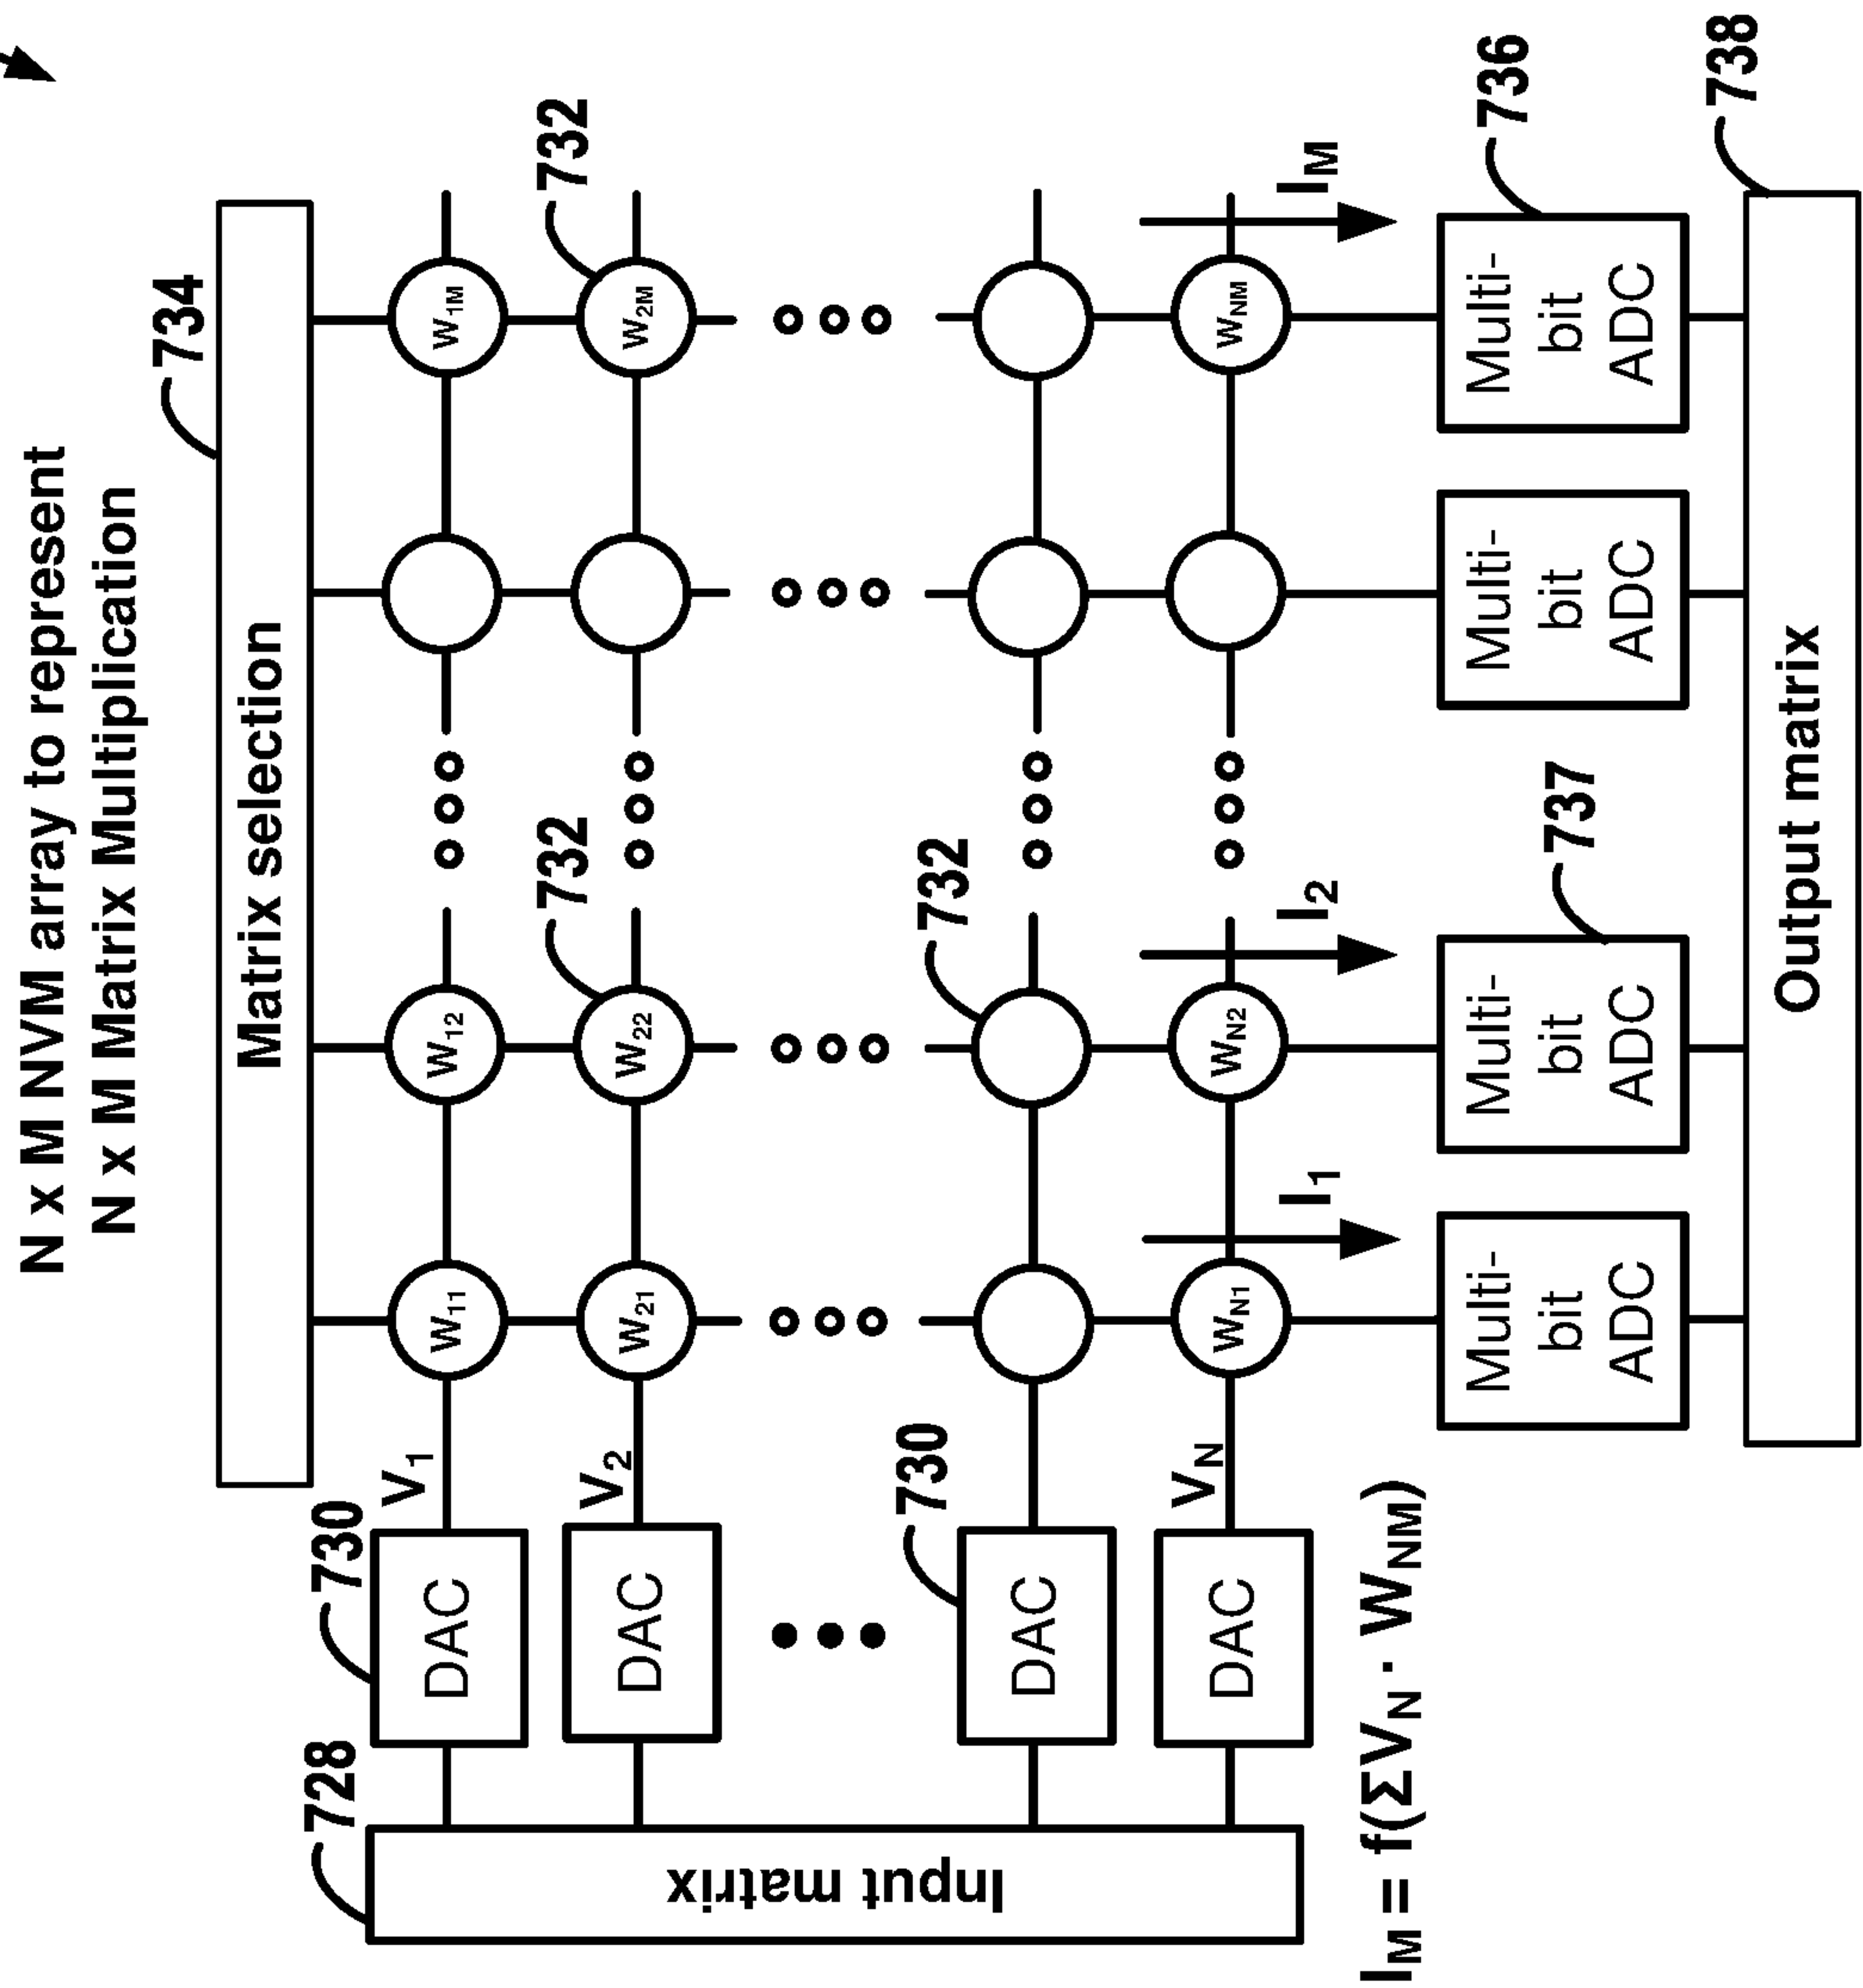 N x M NVM array to represent
N x M Matrix Multiplication
734
Matrix selection
728
730
V1
W11
W12
W1M
DAC
732
732
V2
W21
W22
W2M
DAC
Input matrix
730
732
DAC
VN
WN1
WN2
WNM
DAC
I1
I2
IM
IM = f(ΣVN · WNM)
737
736
Multi-
bit
ADC
Multi-
bit
ADC
Multi-
bit
ADC
Multi-
bit
ADC
738
Output matrix